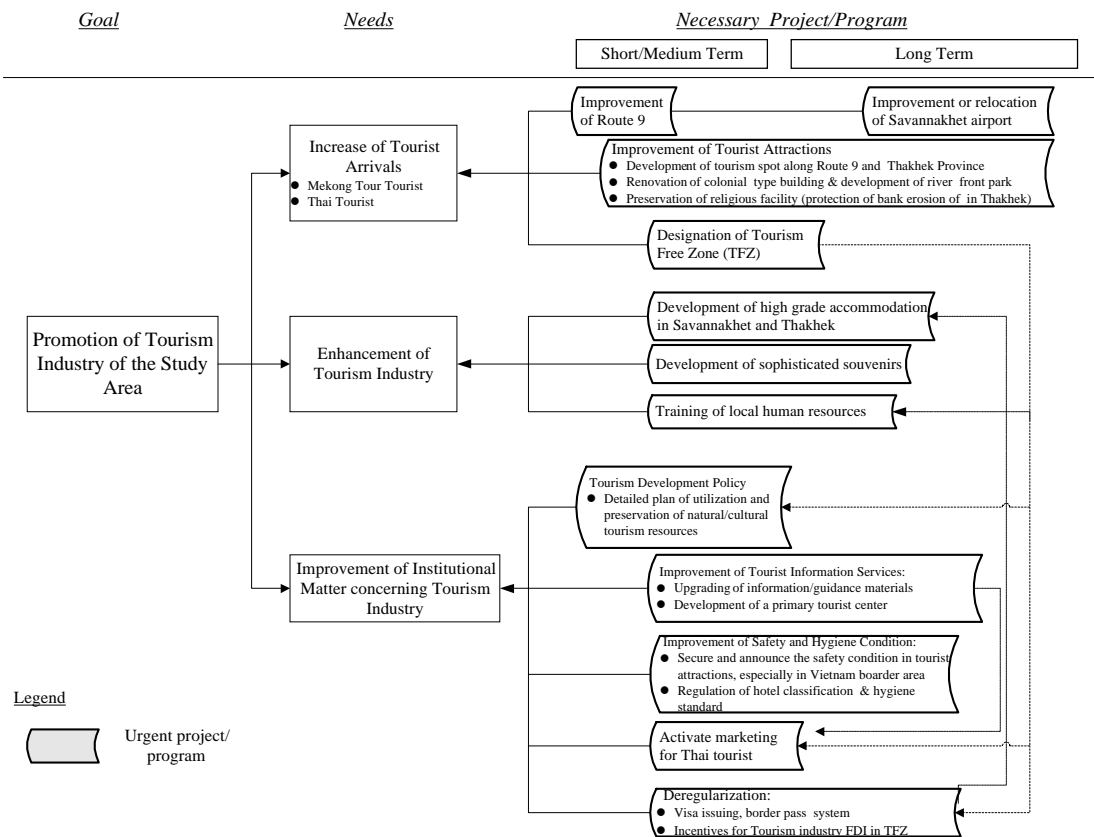 Goal
Needs
Necessary Project/Program
Short/Medium Term
Long Term
Improvement
of Route 9
Improvement or relocation
of Savannakhet airport
Increase of Tourist
Arrivals
● Mekong Tour Tourist
● Thai Tourist
Improvement of Tourist Attractions
● Development of tourism spot along Route 9 and Thakhek Province
● Renovation of colonial type building & development of river front park
● Preservation of religious facility (protection of bank erosion of in Thakhek)
Designation of Tourism
Free Zone (TFZ)
Promotion of Tourism
Industry of the Study
Area
Enhancement of
Tourism Industry
Development of high grade accommodation
in Savannakhet and Thakhek
Development of sophisticated souvenirs
Training of local human resources
Improvement of Institutional
Matter concerning Tourism
Industry
Tourism Development Policy
● Detailed plan of utilization and
preservation of natural/cultural
tourism resources
Improvement of Tourist Information Services:
● Upgrading of information/guidance materials
● Development of a primary tourist center
Improvement of Safety and Hygiene Condition:
● Secure and announce the safety condition in tourist
attractions, especially in Vietnam boarder area
● Regulation of hotel classification & hygiene
standard
Activate marketing
for Thai tourist
Deregularization:
● Visa issuing, border pass system
● Incentives for Tourism industry FDI in TFZ
Legend
Urgent project/
program